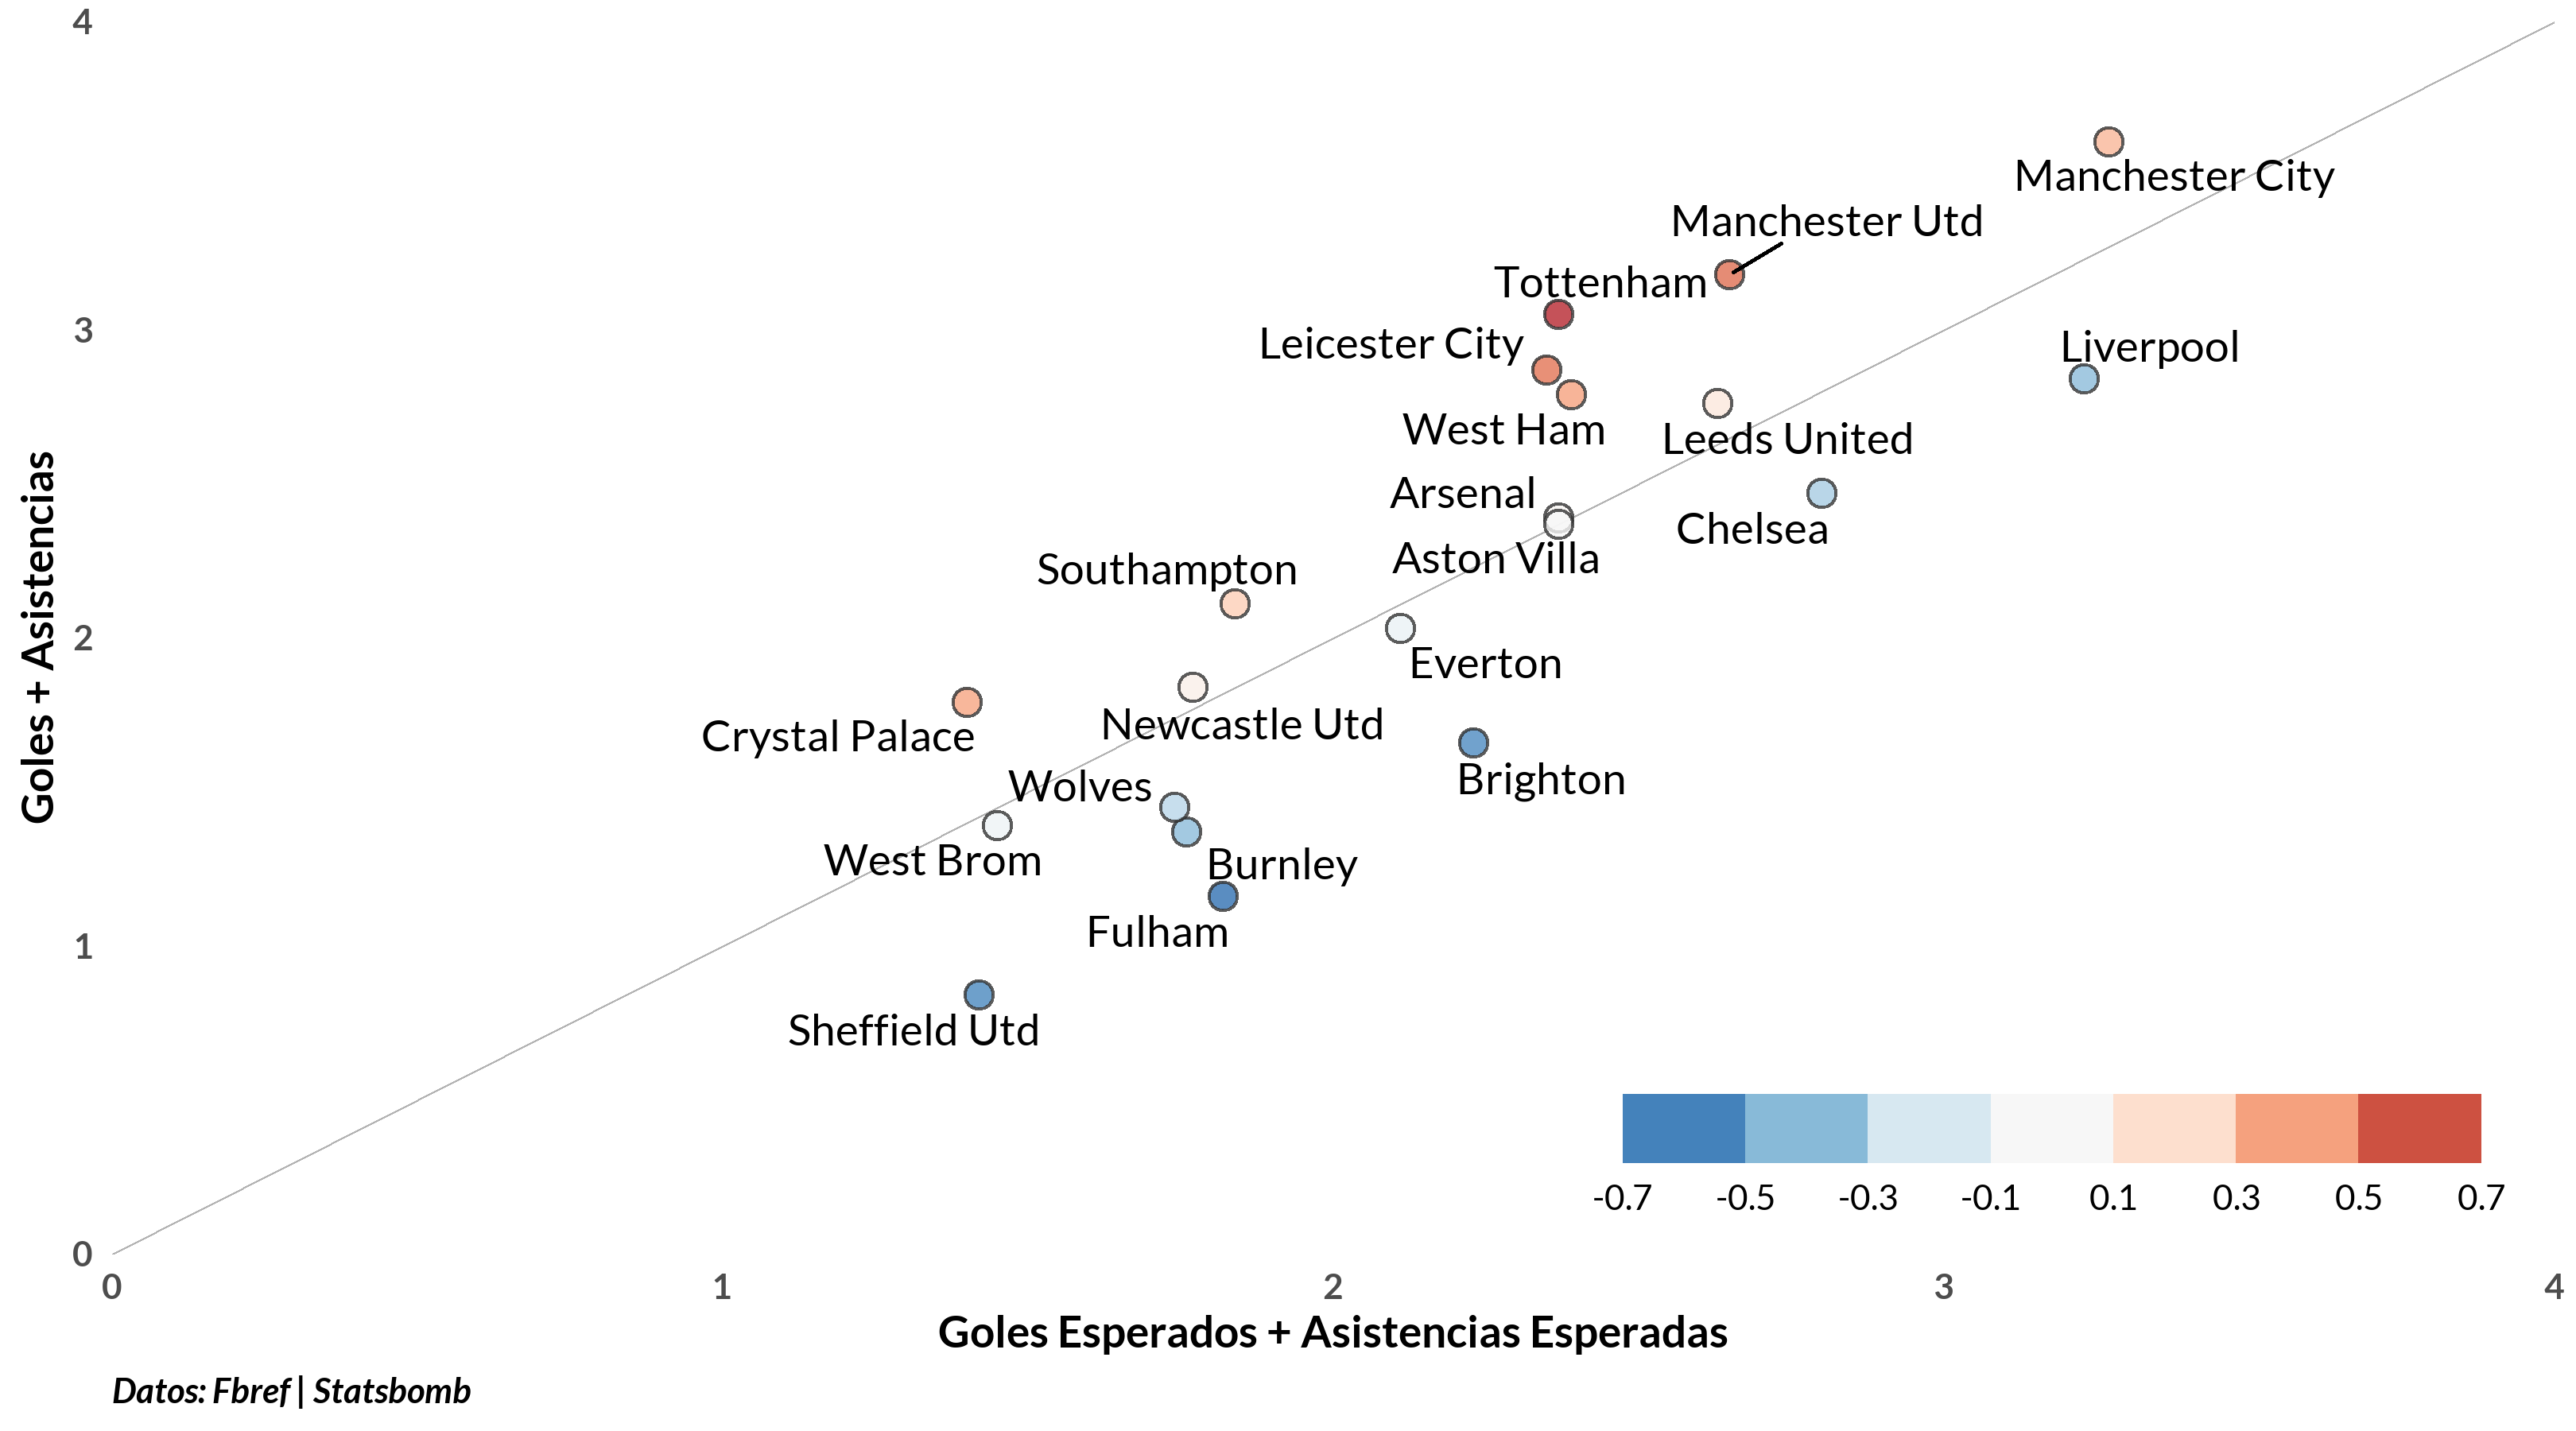 4
Manchester City
Manchester Utd
Tottenham
3
Leicester City
Liverpool
West Ham
Leeds United
Arsenal
Chelsea
Aston Villa
Southampton
Goles + Asistencias
2
Everton
Newcastle Utd
Crystal Palace
Brighton
Wolves
West Brom
Burnley
Fulham
1
Sheffield Utd
-0.7 -0.5 -0.3 -0.1 0.1 0.3 0.5 0.7
0
0 1 2 3 4
Goles Esperados + Asistencias Esperadas
Datos: Fbref | Statsbomb